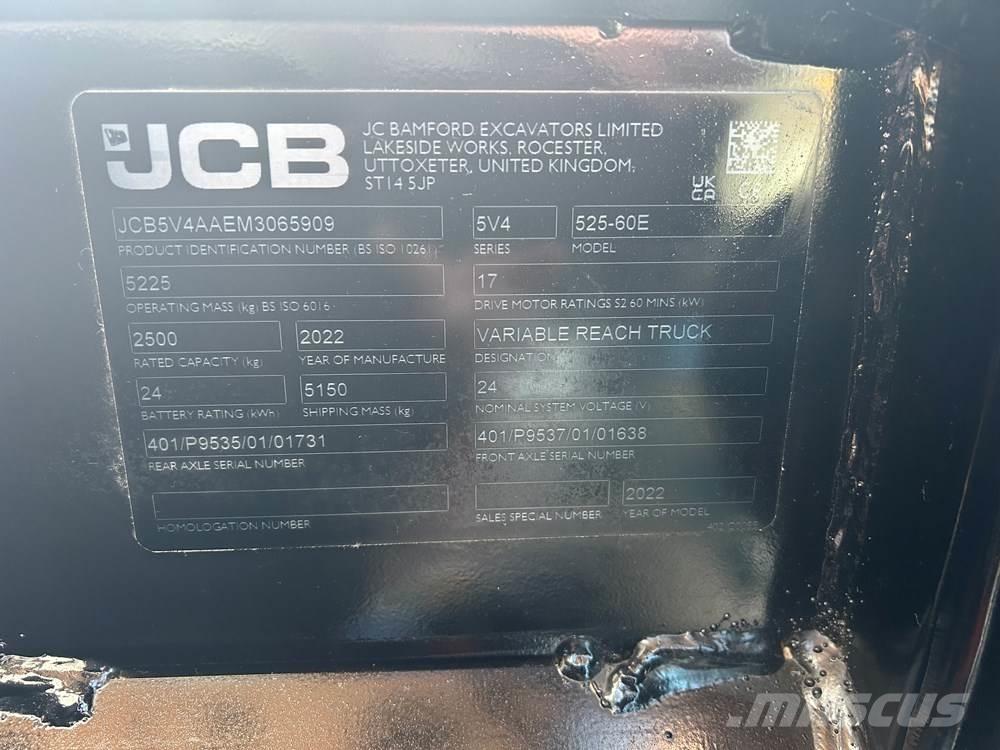 JCB
JC BAMFORD EXCAVATORS LIMITED
LAKESIDE WORKS, ROCESTER,
UTTOXETER, UNITED KINGDOM,
ST14 5JP
UK
CA
JCB5V4AAEM3065909
PRODUCT IDENTIFICATION NUMBER (BS ISO 10261)
5V4
SERIES
525-60E
MODEL
5225
OPERATING MASS (kg) BS ISO 6016
17
DRIVE MOTOR RATINGS S2 60 MINS (kW)
2500
RATED CAPACITY (kg)
2022
YEAR OF MANUFACTURE
VARIABLE REACH TRUCK
DESIGNATION
24
BATTERY RATING (kWh)
5150
SHIPPING MASS (kg)
24
NOMINAL SYSTEM VOLTAGE (V)
401/P9535/01/01731
REAR AXLE SERIAL NUMBER
401/P9537/01/01638
FRONT AXLE SERIAL NUMBER
HOMOLOGATION NUMBER
SALES SPECIAL NUMBER
2022
YEAR OF MODEL
mascus